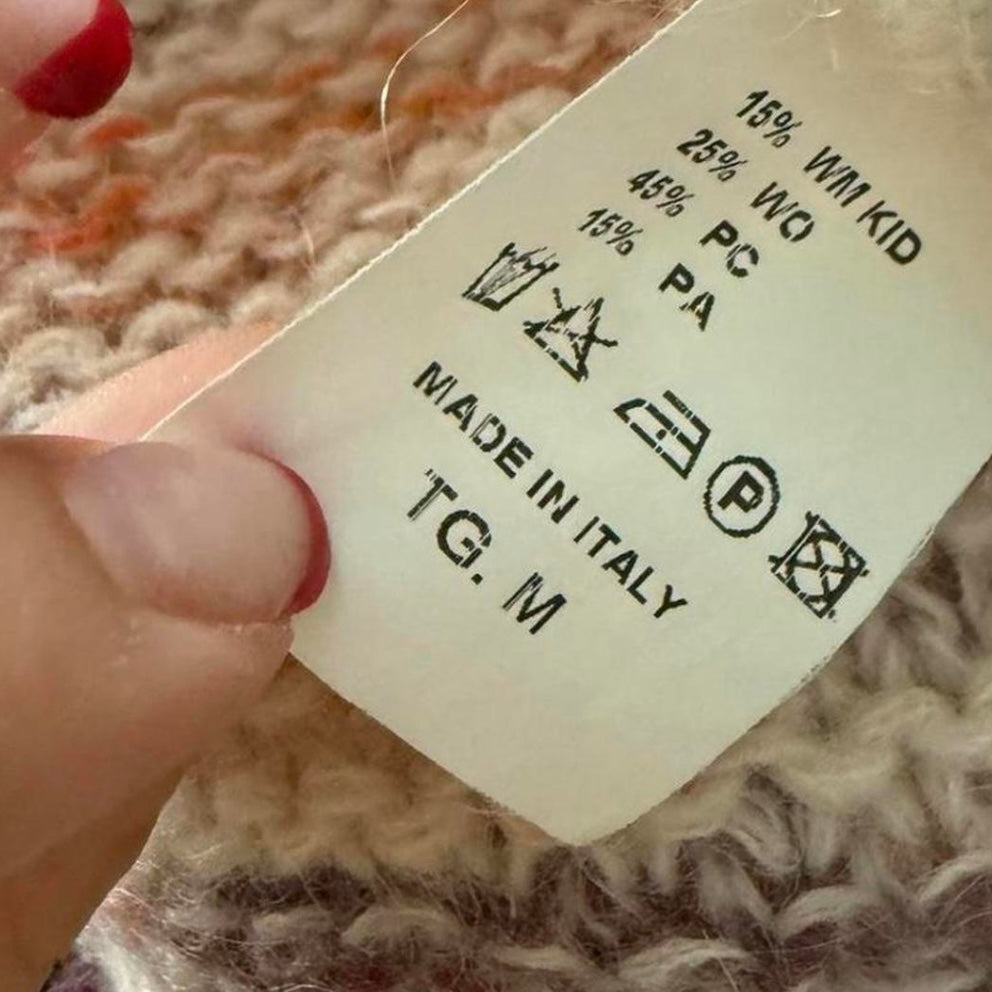 15% WM KID
25% WO
45% PC
15% PA
P
MADE IN ITALY
TG. M